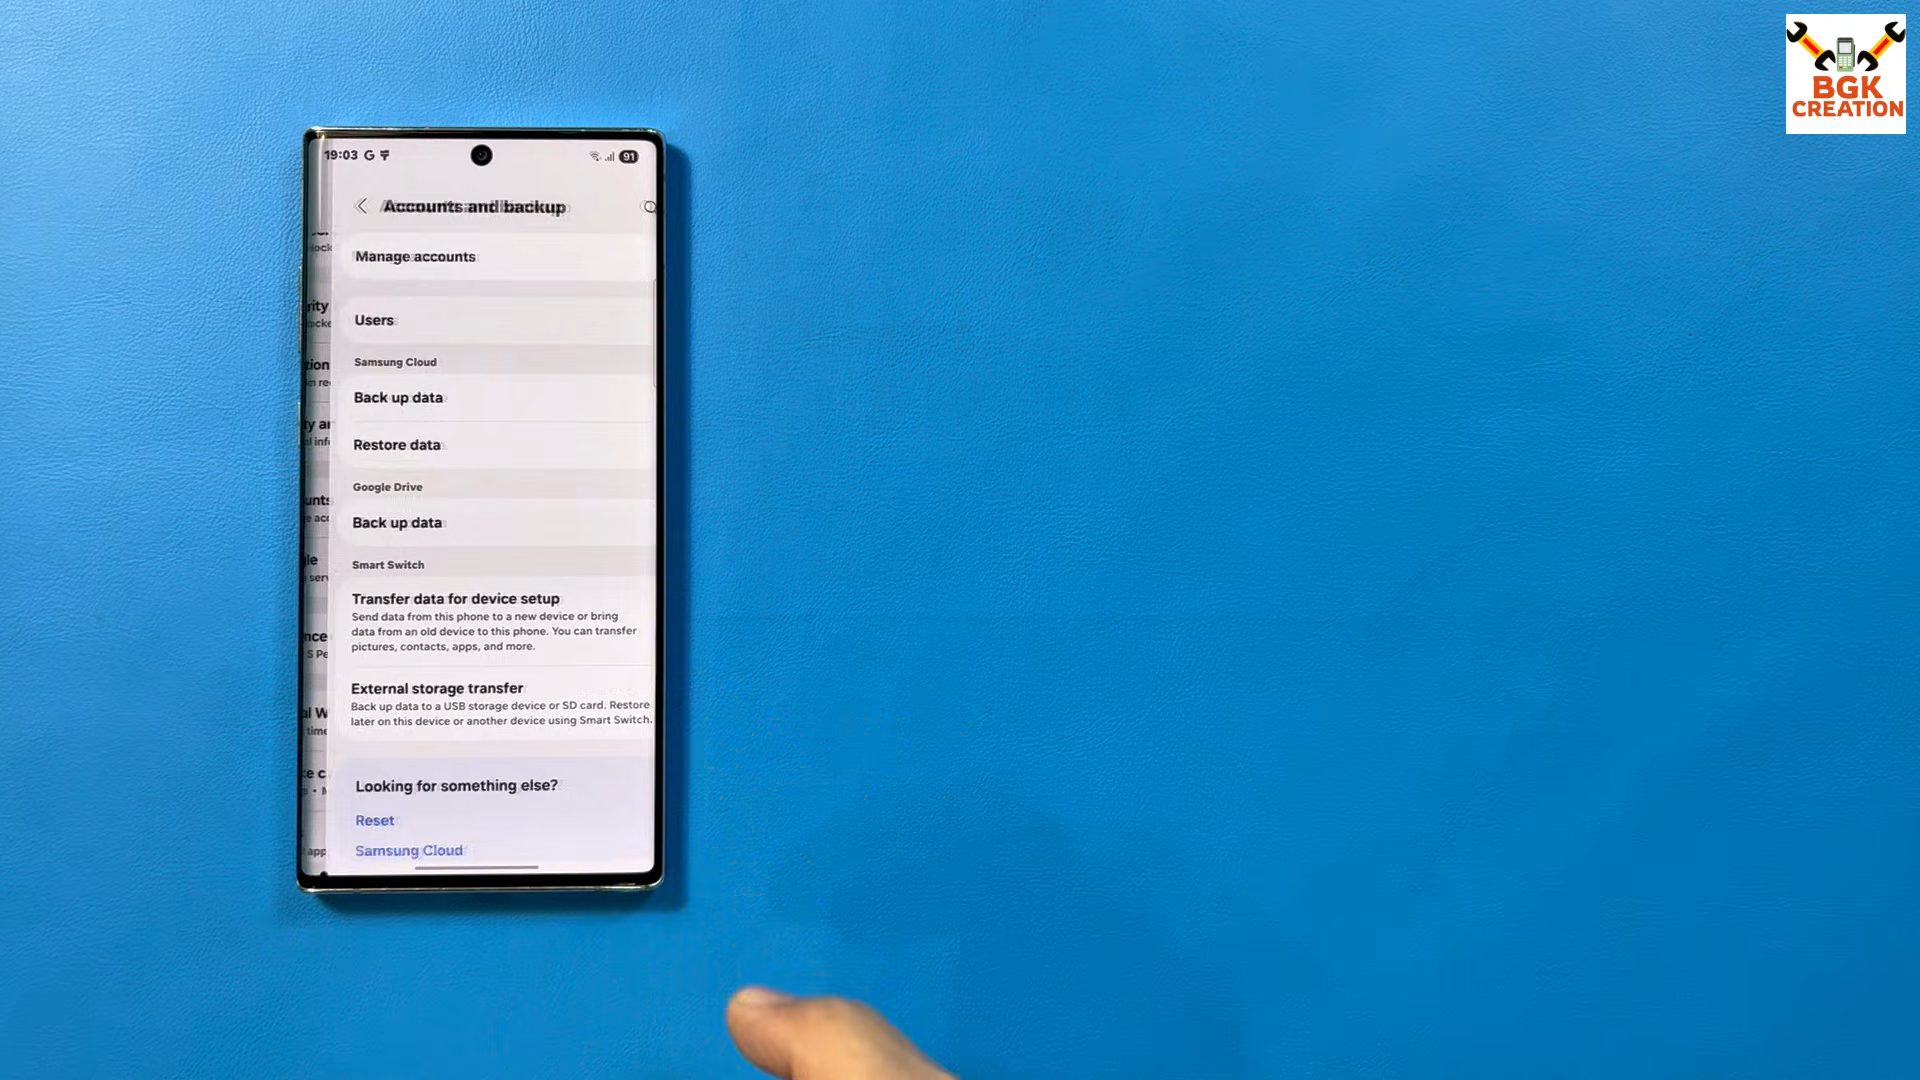 BGK
CREATION
19:03 G
91
Accounts and backup
Manage accounts
Users
Samsung Cloud
Back up data
Restore data
Google Drive
Back up data
Smart Switch
Transfer data for device setup
Send data from this phone to a new device or bring
data from an old device to this phone. You can transfer
pictures, contacts, apps, and more.
External storage transfer
Back up data to a USB storage device or SD card. Restore
later on this device or another device using Smart Switch.
Looking for something else?
Reset
Samsung Cloud